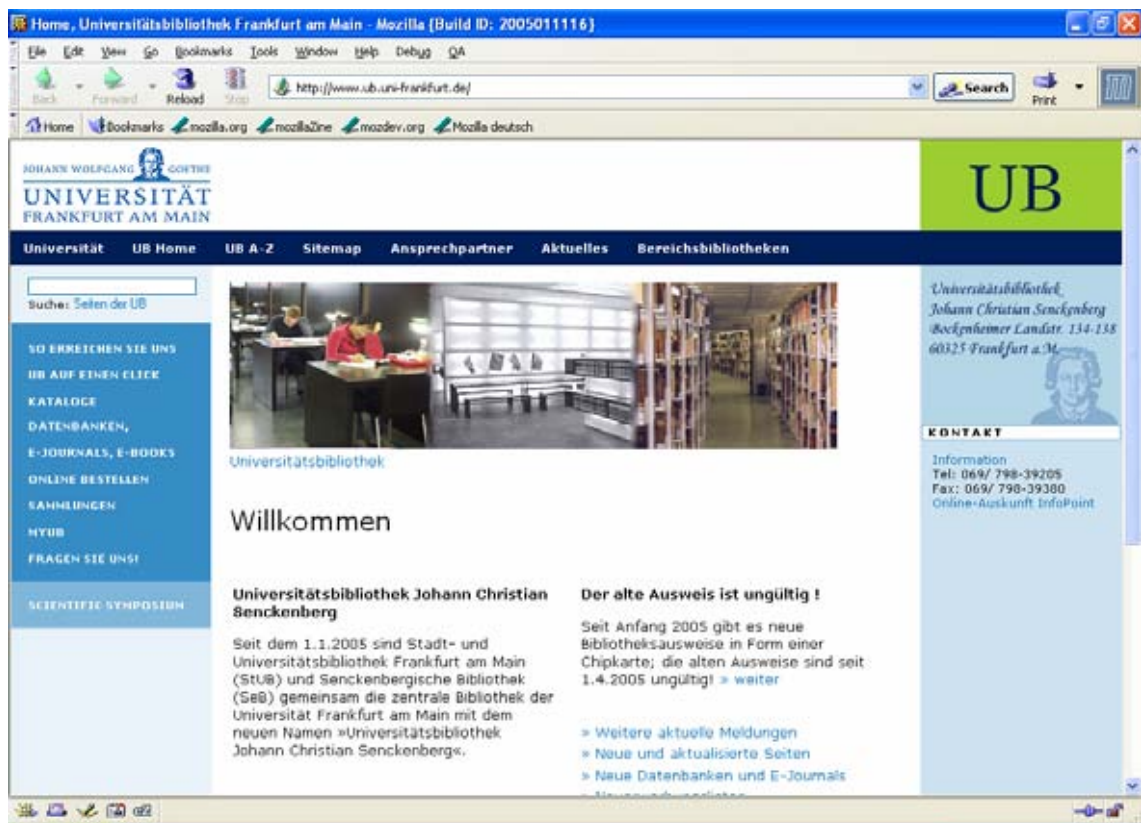 Home, Universitätsbibliothek Frankfurt am Main - Mozilla {Build ID: 2005011116}
File Edit View Go Bookmarks Tools Window Help Debug QA
Back Forward Reload Stop http://www.ub.uni-frankfurt.de/ Search Print
Home Bookmarks mozilla.org mozillaZine mozdev.org Mozilla deutsch
JOHANN WOLFGANG GOETHE
UNIVERSITÄT
FRANKFURT AM MAIN
UB
Universität UB Home UB A-Z Sitemap Ansprechpartner Aktuelles Bereichsbibliotheken
Suche: Seiten der UB
SO ERREICHEN SIE UNS
UB AUF EINEN CLICK
KATALOGE
DATENBANKEN,
E-JOURNALS, E-BOOKS
ONLINE BESTELLEN
SAMMLUNGEN
MYUB
FRAGEN SIE UNS!
SCIENTIFIC SYMPOSIUM
Universitätsbibliothek
Willkommen
Universitätsbibliothek Johann Christian
Senckenberg
Seit dem 1.1.2005 sind Stadt- und
Universitätsbibliothek Frankfurt am Main
(StUB) und Senckenbergische Bibliothek
(SeB) gemeinsam die zentrale Bibliothek der
Universität Frankfurt am Main mit dem
neuen Namen »Universitätsbibliothek
Johann Christian Senckenberg«.
Der alte Ausweis ist ungültig !
Seit Anfang 2005 gibt es neue
Bibliotheksausweise in Form einer
Chipkarte; die alten Ausweise sind seit
1.4.2005 ungültig! » weiter
» Weitere aktuelle Meldungen
» Neue und aktualisierte Seiten
» Neue Datenbanken und E-Journals
Universitätsbibliothek
Johann Christian Senckenberg
Bockenheimer Landstr. 134-138
60325 Frankfurt a.M.
KONTAKT
Information
Tel: 069/ 798-39205
Fax: 069/ 798-39380
Online-Auskunft InfoPoint